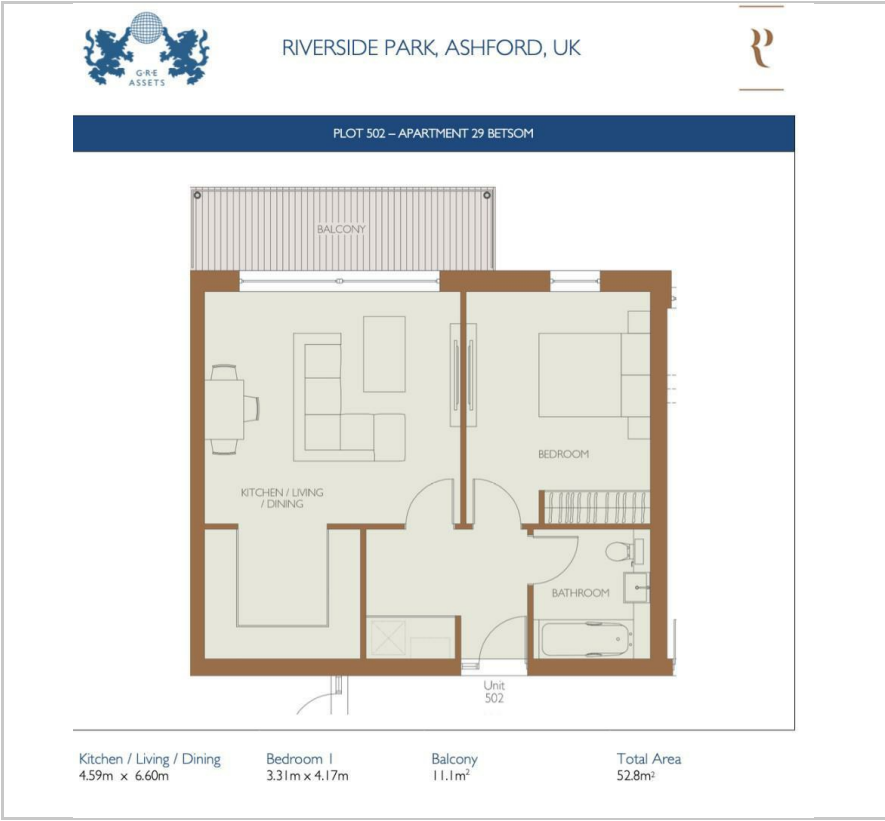 G·R·E
ASSETS
RIVERSIDE PARK, ASHFORD, UK
PLOT 502 – APARTMENT 29 BETSOM
BALCONY
BEDROOM
KITCHEN / LIVING
/ DINING
BATHROOM
Unit
502
Kitchen / Living / Dining
4.59m x 6.60m
Bedroom 1
3.31m x 4.17m
Balcony
11.1m²
Total Area
52.8m²